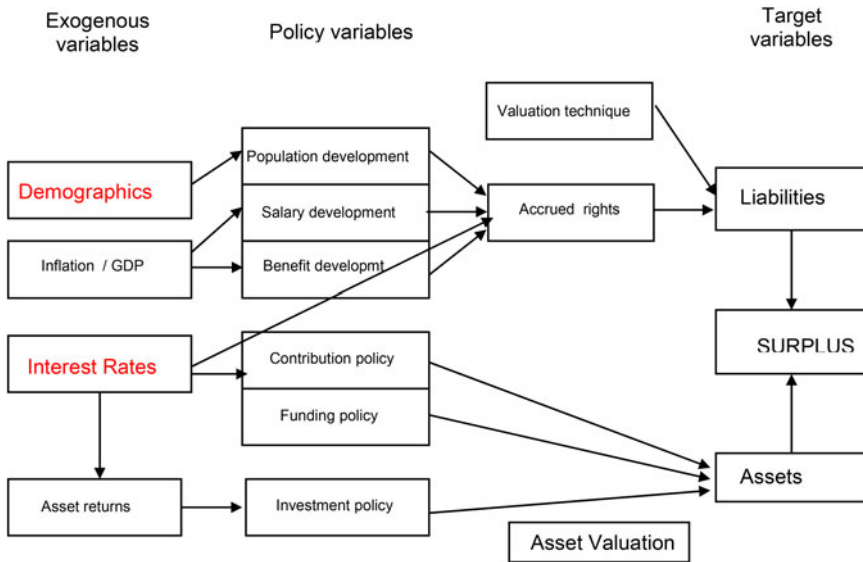 Exogenous
variables
Policy variables
Target
variables
Valuation technique
Population development
Demographics
Salary development
Accrued rights
Liabilities
Inflation / GDP
Benefit developmt
Interest Rates
Contribution policy
SURPLUS
Funding policy
Assets
Asset returns
Investment policy
Asset Valuation